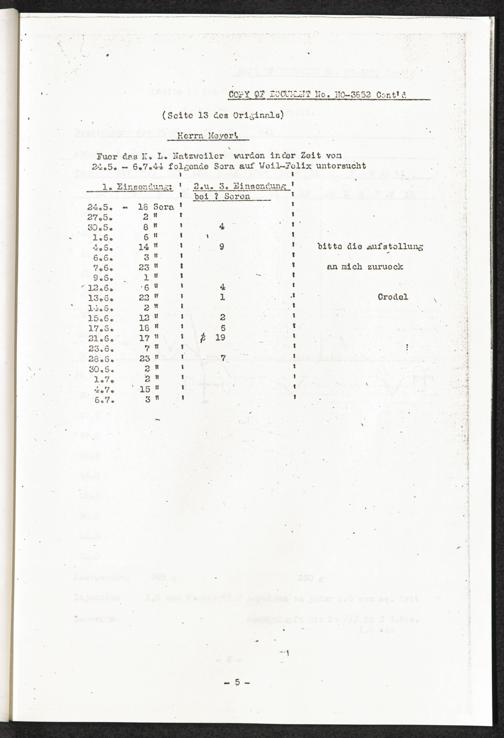 COPY OF DOCUMENT No. NO-3652 Cont'd
(Seite 13 des Originals)
Herrn Meyer!
Fuer das K. L. Natzweiler wurden in der Zeit von
24.5. - 6.7.44 folgende Sera auf Weil-Felix untersucht
1. Einsendung: 2.u. 3. Einsendung
bei ? Seren
24.5. - 16 Sera
27.5. 2 "
30.5. 8 " 4
1.6. 6 "
4.6. 14 " 9 bitte die Aufstellung
6.6. 3 "
7.6. 23 " an mich zurueck
9.6. 1 "
12.6. 6 " 4
13.6. 22 " 1 Crodel
14.6. 2 "
15.6. 12 " 2
17.6. 16 " 5
21.6. 17 " 19
23.6. 7 "
28.6. 23 " 7
30.6. 2 "
1.7. 2 "
4.7. 15 "
6.7. 3 "
- 5 -